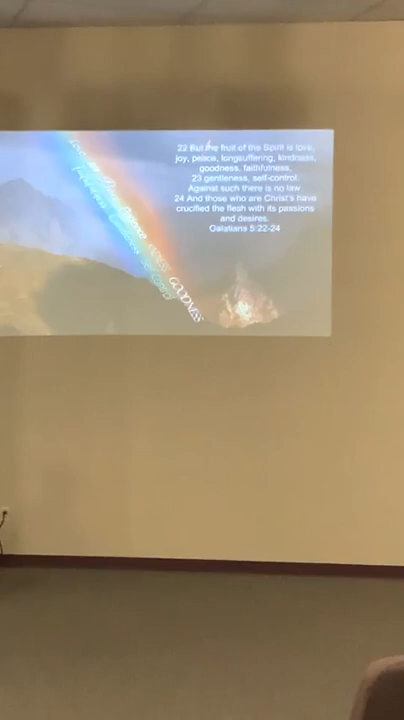 22 But the fruit of the Spirit is love,
joy, peace, longsuffering, kindness,
goodness, faithfulness,
23 gentleness, self-control.
Against such there is no law
24 And those who are Christ's have
crucified the flesh with its passions
and desires.
Galatians 5:22-24
GOODNESS